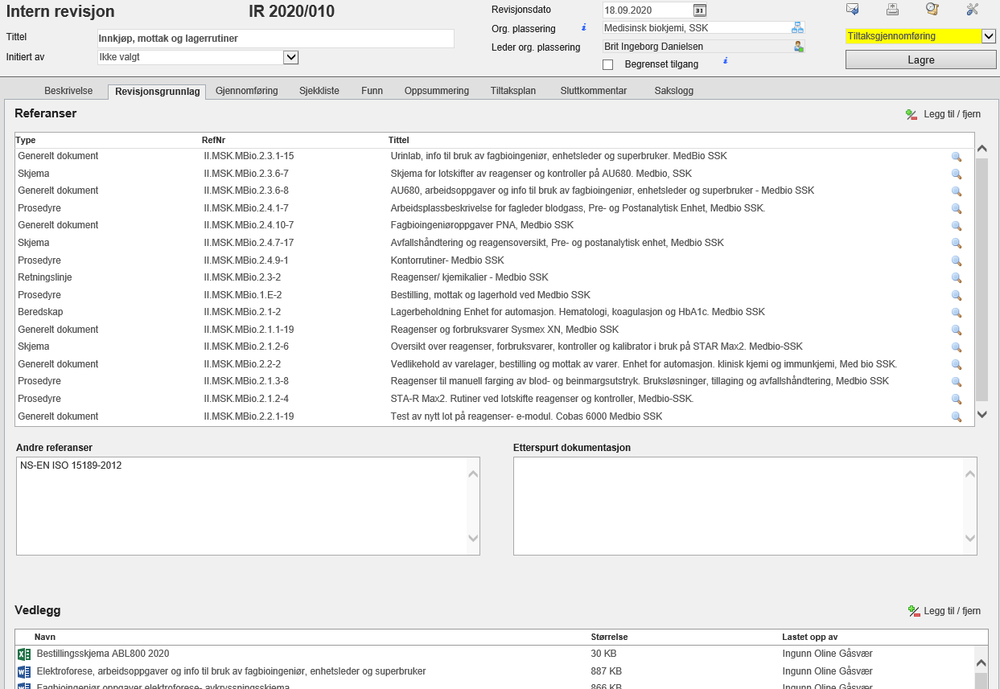 Intern revisjon IR 2020/010
Revisjonsdato 18.09.2020 31
Org. plassering Medisinsk biokjemi, SSK
Tittel Innkjøp, mottak og lagerrutiner
Tiltaksgjennomføring
Leder org. plassering Brit Ingeborg Danielsen
Initiert av Ikke valgt
Begrenset tilgang
Lagre
Beskrivelse Revisjonsgrunnlag Gjennomføring Sjekkliste Funn Oppsummering Tiltaksplan Sluttkommentar Sakslogg
Referanser
Legg til / fjern
Type RefNr Tittel
Generelt dokument II.MSK.MBio.2.3.1-15 Urinlab, info til bruk av fagbioingeniør, enhetsleder og superbruker. MedBio SSK
Skjema II.MSK.MBio.2.3.6-7 Skjema for lotskifter av reagenser og kontroller på AU680. Medbio, SSK
Generelt dokument II.MSK.MBio.2.3.6-8 AU680, arbeidsoppgaver og info til bruk av fagbioingeniør, enhetsleder og superbruker - Medbio SSK
Prosedyre II.MSK.MBio.2.4.1-7 Arbeidsplassbeskrivelse for fagleder blodgass, Pre- og Postanalytisk Enhet, Medbio SSK.
Generelt dokument II.MSK.MBio.2.4.10-7 Fagbioingeniøroppgaver PNA, Medbio SSK
Skjema II.MSK.MBio.2.4.7-17 Avfallshåndtering og reagensoversikt, Pre- og postanalytisk enhet, Medbio SSK
Prosedyre II.MSK.MBio.2.4.9-1 Kontorrutiner- Medbio SSK
Retningslinje II.MSK.MBio.2.3-2 Reagenser/ kjemikalier - Medbio SSK
Prosedyre II.MSK.MBio.1.E-2 Bestilling, mottak og lagerhold ved Medbio SSK
Beredskap II.MSK.MBio.2.1-2 Lagerbeholdning Enhet for automasjon. Hematologi, koagulasjon og HbA1c. Medbio SSK
Generelt dokument II.MSK.MBio.2.1.1-19 Reagenser og forbruksvarer Sysmex XN, Medbio SSK
Skjema II.MSK.MBio.2.1.2-6 Oversikt over reagenser, forbruksvarer, kontroller og kalibrator i bruk på STAR Max2. Medbio-SSK
Generelt dokument II.MSK.MBio.2.2-2 Vedlikehold av varelager, bestilling og mottak av varer. Enhet for automasjon. klinisk kjemi og immunkjemi, Med bio SSK.
Prosedyre II.MSK.MBio.2.1.3-8 Reagenser til manuell farging av blod- og beinmargsutstryk. Bruksløsninger, tillaging og avfallshåndtering, Medbio SSK
Prosedyre II.MSK.MBio.2.1.2-4 STA-R Max2. Rutiner ved lotskifte reagenser og kontroller, Medbio-SSK.
Generelt dokument II.MSK.MBio.2.2.1-19 Test av nytt lot på reagenser- e-modul. Cobas 6000 Medbio SSK
Andre referanser Etterspurt dokumentasjon
NS-EN ISO 15189-2012
Vedlegg
Legg til / fjern
Navn Størrelse Lastet opp av
Bestillingsskjema ABL800 2020 30 KB Ingunn Oline Gåsvær
Elektroforese, arbeidsoppgaver og info til bruk av fagbioingeniør, enhetsleder og superbruker 887 KB Ingunn Oline Gåsvær
Fagbioingeniør oppgaver elektroforese- avkryssningsskjema 866 KB Ingunn Oline Gåsvær